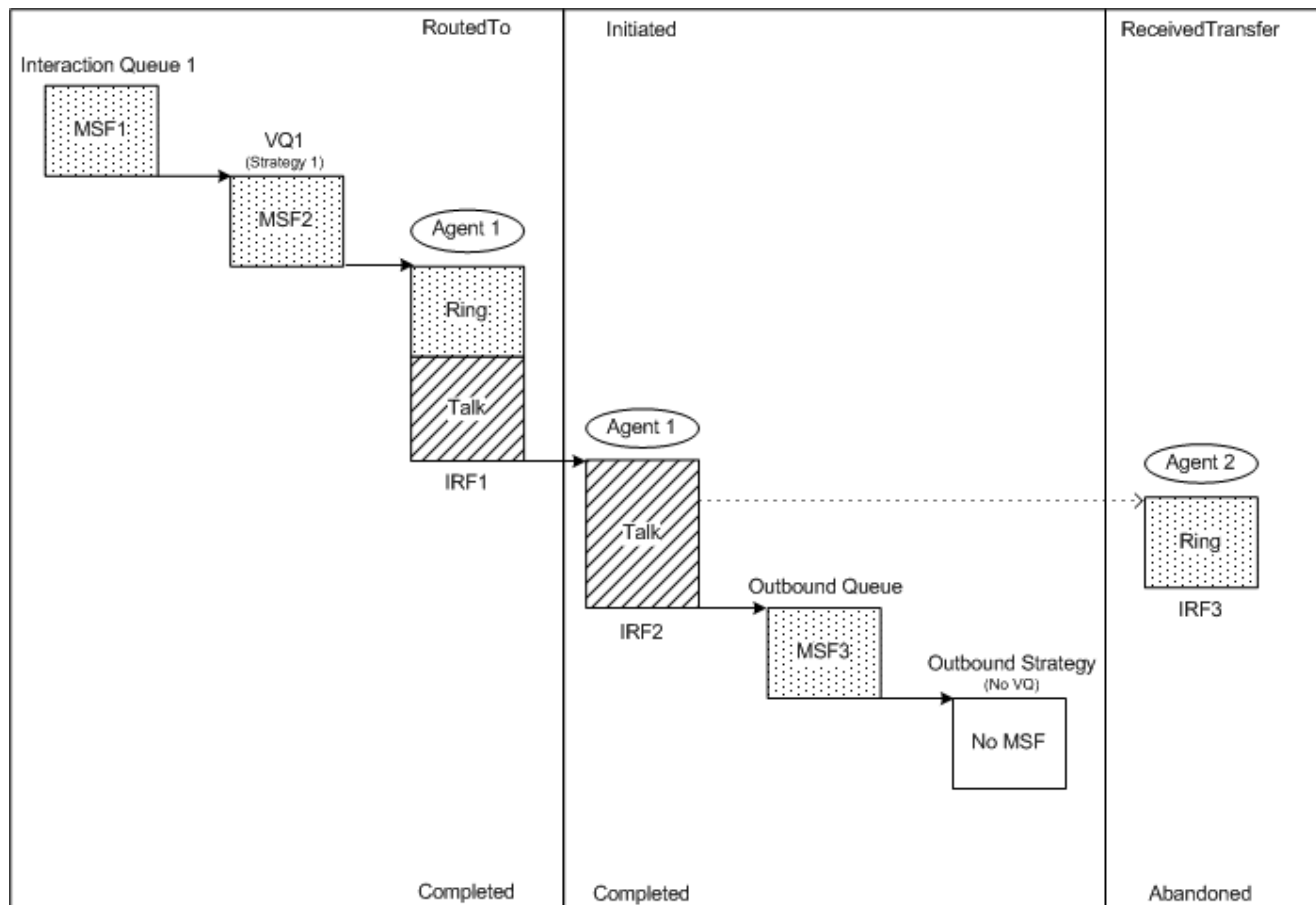 RoutedTo
Initiated
ReceivedTransfer
Interaction Queue 1
MSF1
VQ1
(Strategy 1)
MSF2
Agent 1
Ring
Talk
IRF1
Agent 1
Talk
IRF2
Agent 2
Ring
IRF3
Outbound Queue
MSF3
Outbound Strategy
(No VQ)
No MSF
Completed
Completed
Abandoned